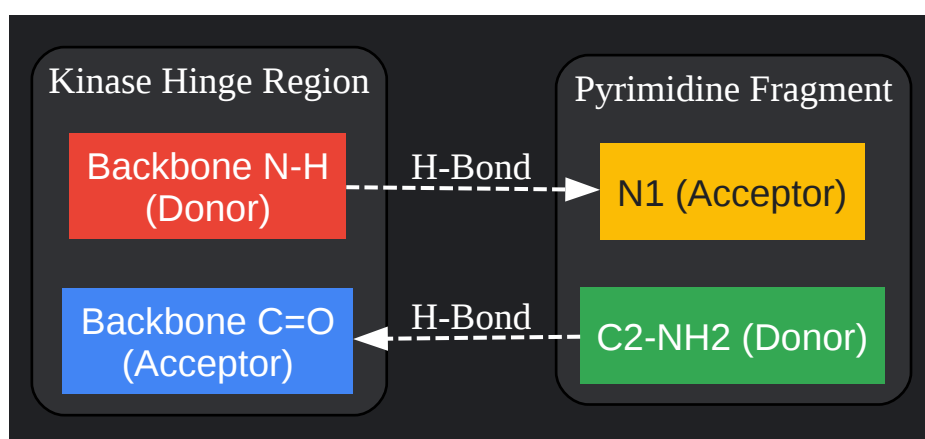 Kinase Hinge Region
Pyrimidine Fragment
Backbone N-H
(Donor)
H-Bond
N1 (Acceptor)
Backbone C=O
(Acceptor)
H-Bond
C2-NH2 (Donor)